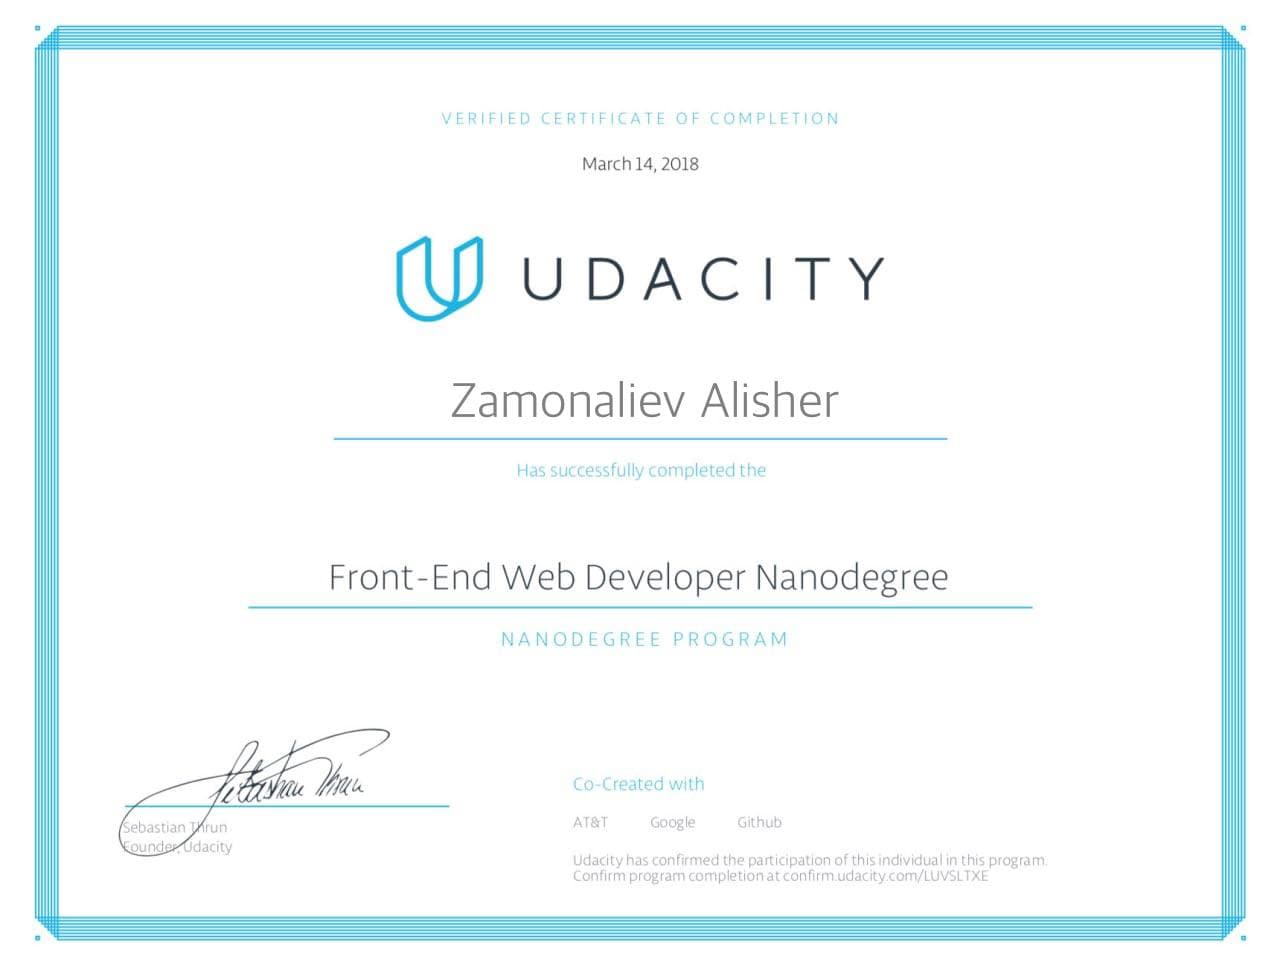 VERIFIED CERTIFICATE OF COMPLETION
March 14, 2018
UDACITY
Zamonaliev Alisher
Has successfully completed the
Front-End Web Developer Nanodegree
NANODEGREE PROGRAM
Sebastian Thrun
Sebastian Thrun
Founder, Udacity
Co-Created with
AT&T Google Github
Udacity has confirmed the participation of this individual in this program.
Confirm program completion at confirm.udacity.com/LUVSLTXE